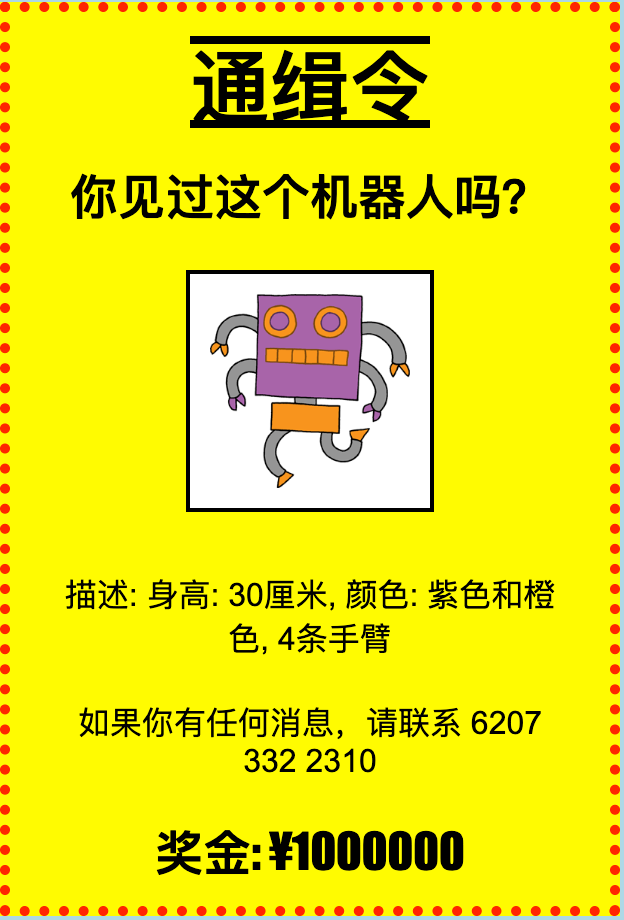 通缉令
你见过这个机器人吗？
描述: 身高: 30厘米, 颜色: 紫色和橙
色, 4条手臂
如果你有任何消息，请联系 6207
332 2310
奖金: ¥1000000